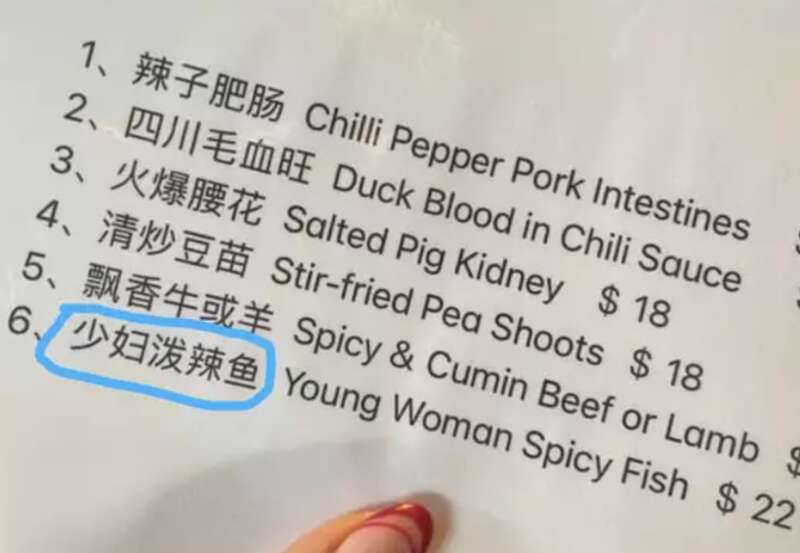 1、辣子肥肠 Chilli Pepper Pork Intestines
2、四川毛血旺 Duck Blood in Chili Sauce
3、火爆腰花 Salted Pig Kidney $ 18
4、清炒豆苗 Stir-fried Pea Shoots $ 18
5、飘香牛或羊 Spicy & Cumin Beef or Lamb $
6、少妇泼辣鱼 Young Woman Spicy Fish $ 22